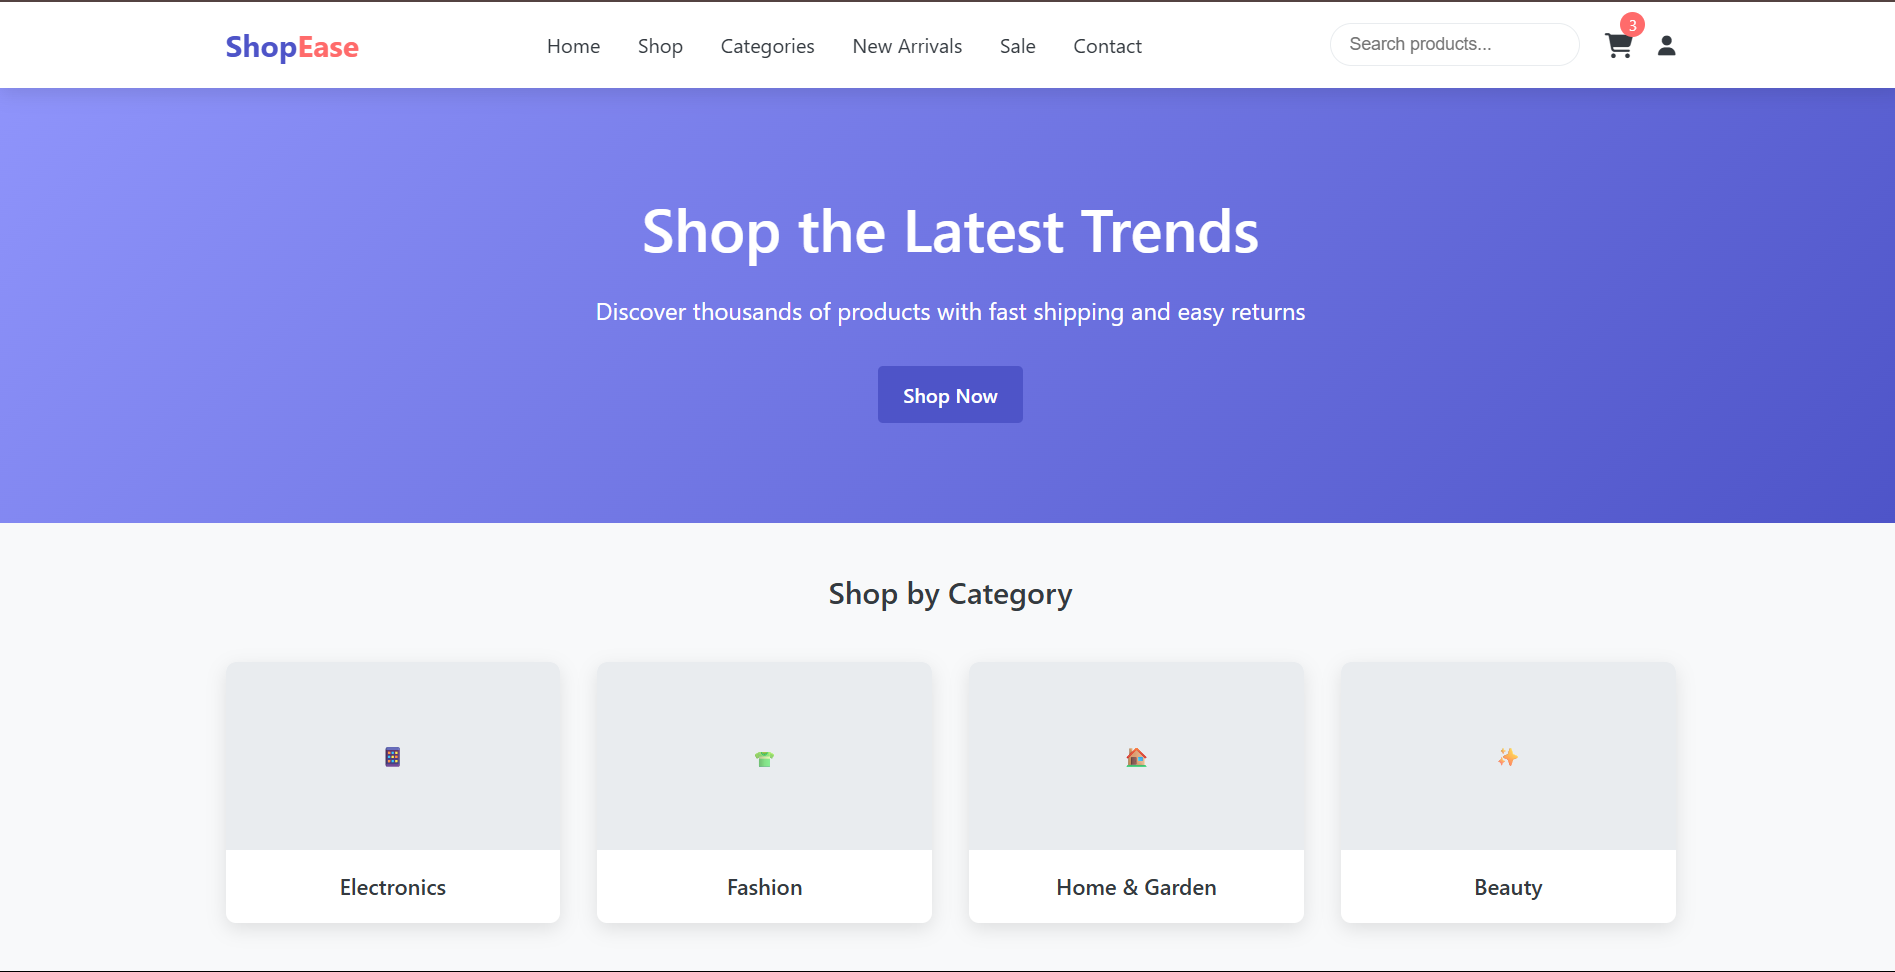 ShopEase
Home Shop Categories New Arrivals Sale Contact
Search products...
3
Shop the Latest Trends
Discover thousands of products with fast shipping and easy returns
Shop Now
Shop by Category
Electronics
Fashion
Home & Garden
Beauty